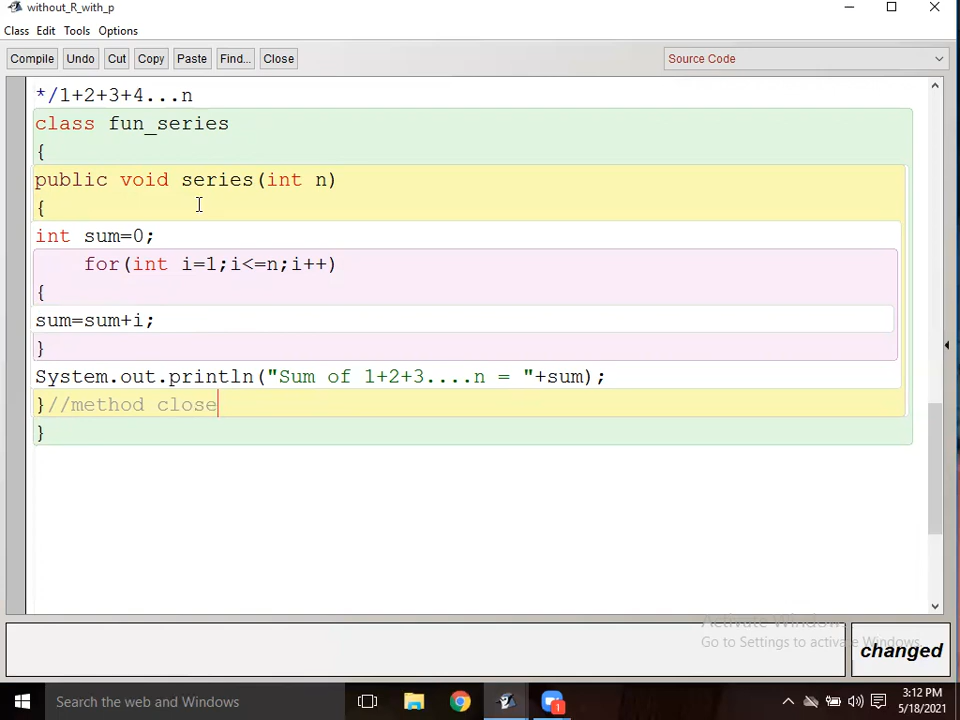 without_R_with_p
Class Edit Tools Options
Compile Undo Cut Copy Paste Find... Close Source Code
*/1+2+3+4...n
class fun_series
{
public void series(int n)
{
int sum=0;
for(int i=1;i<=n;i++)
{
sum=sum+i;
}
System.out.println("Sum of 1+2+3....n = "+sum);
}//method close
}
Activate Windows
Go to Settings to activate Windows.
changed
Search the web and Windows
1
3:12 PM
5/18/2021